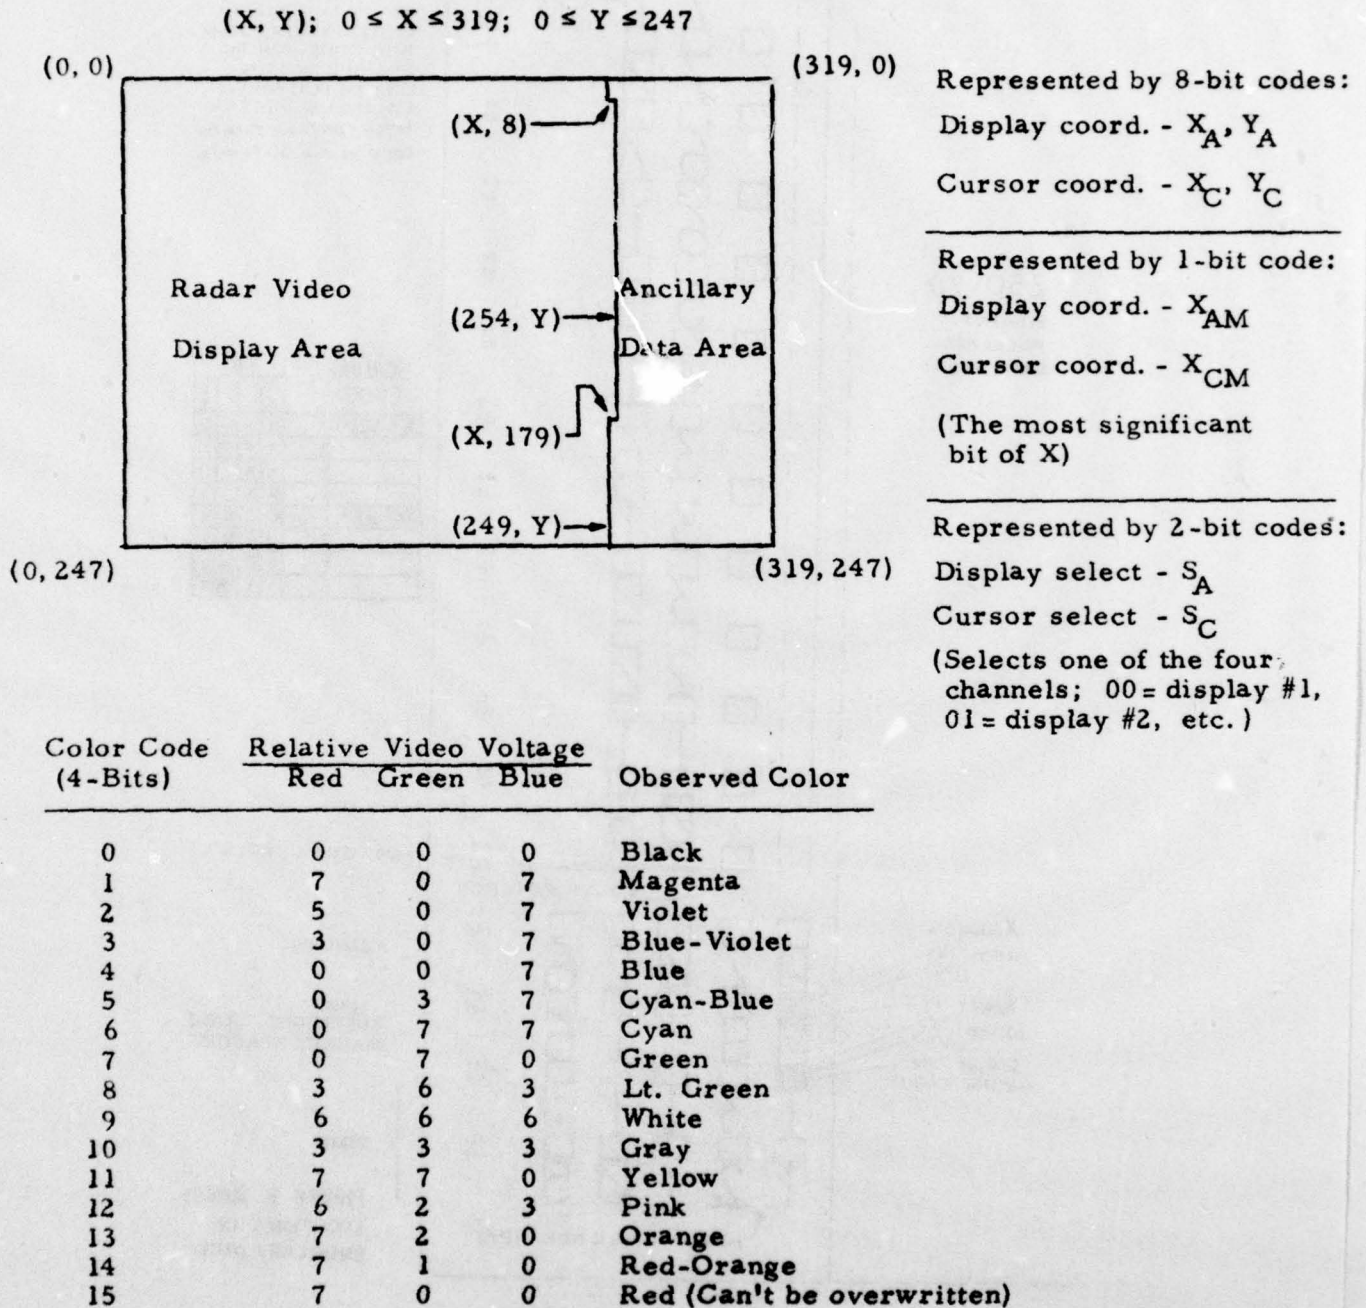 (X, Y); 0 ≤ X ≤ 319; 0 ≤ Y ≤ 247
(0, 0)
(319, 0)
(X, 8)
Radar Video
Display Area
(254, Y)
Ancillary
Data Area
(X, 179)
(249, Y)
(0, 247)
(319, 247)
Represented by 8-bit codes:
Display coord. - X_A, Y_A
Cursor coord. - X_C, Y_C
Represented by 1-bit code:
Display coord. - X_AM
Cursor coord. - X_CM
(The most significant
bit of X)
Represented by 2-bit codes:
Display select - S_A
Cursor select - S_C
(Selects one of the four
channels; 00 = display #1,
01 = display #2, etc.)
Color Code Relative Video Voltage
(4-Bits) Red Green Blue Observed Color
0 0 0 0 Black
1 7 0 7 Magenta
2 5 0 7 Violet
3 3 0 7 Blue-Violet
4 0 0 7 Blue
5 0 3 7 Cyan-Blue
6 0 7 7 Cyan
7 0 7 0 Green
8 3 6 3 Lt. Green
9 6 6 6 White
10 3 3 3 Gray
11 7 7 0 Yellow
12 6 2 3 Pink
13 7 2 0 Orange
14 7 1 0 Red-Orange
15 7 0 0 Red (Can't be overwritten)